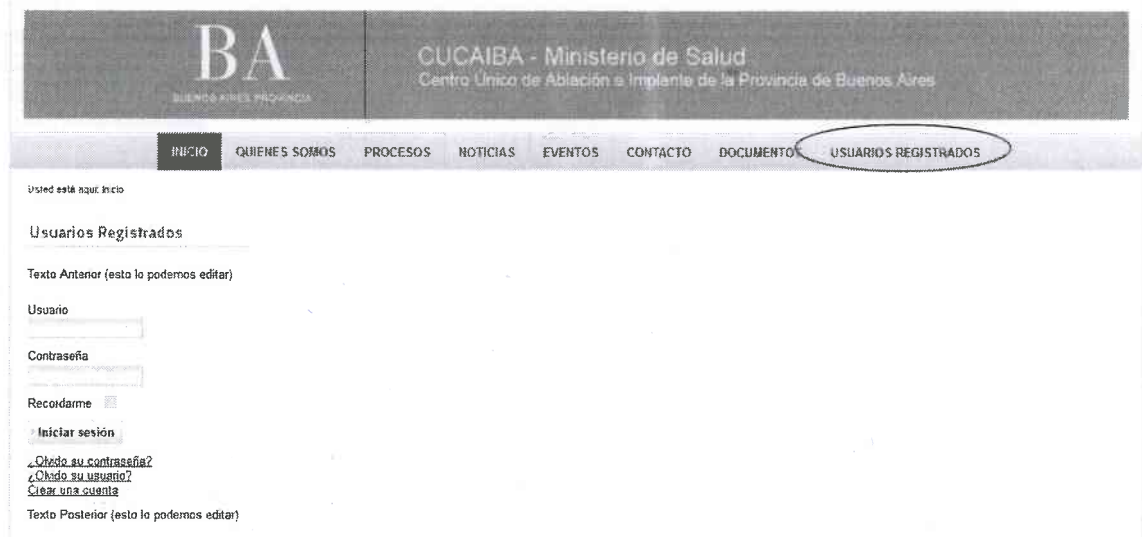 BA
BUENOS AIRES PROVINCIA
CUCAIBA - Ministerio de Salud
Centro Único de Ablación e Implante de la Provincia de Buenos Aires
INICIO QUIENES SOMOS PROCESOS NOTICIAS EVENTOS CONTACTO DOCUMENTOS USUARIOS REGISTRADOS
Usted está aquí: Inicio
Usuarios Registrados
Texto Anterior (esto lo podemos editar)
Usuario
Contraseña
Recordarme
Iniciar sesión
¿Olvido su contraseña?
¿Olvido su usuario?
Crear una cuenta
Texto Posterior (esto lo podemos editar)